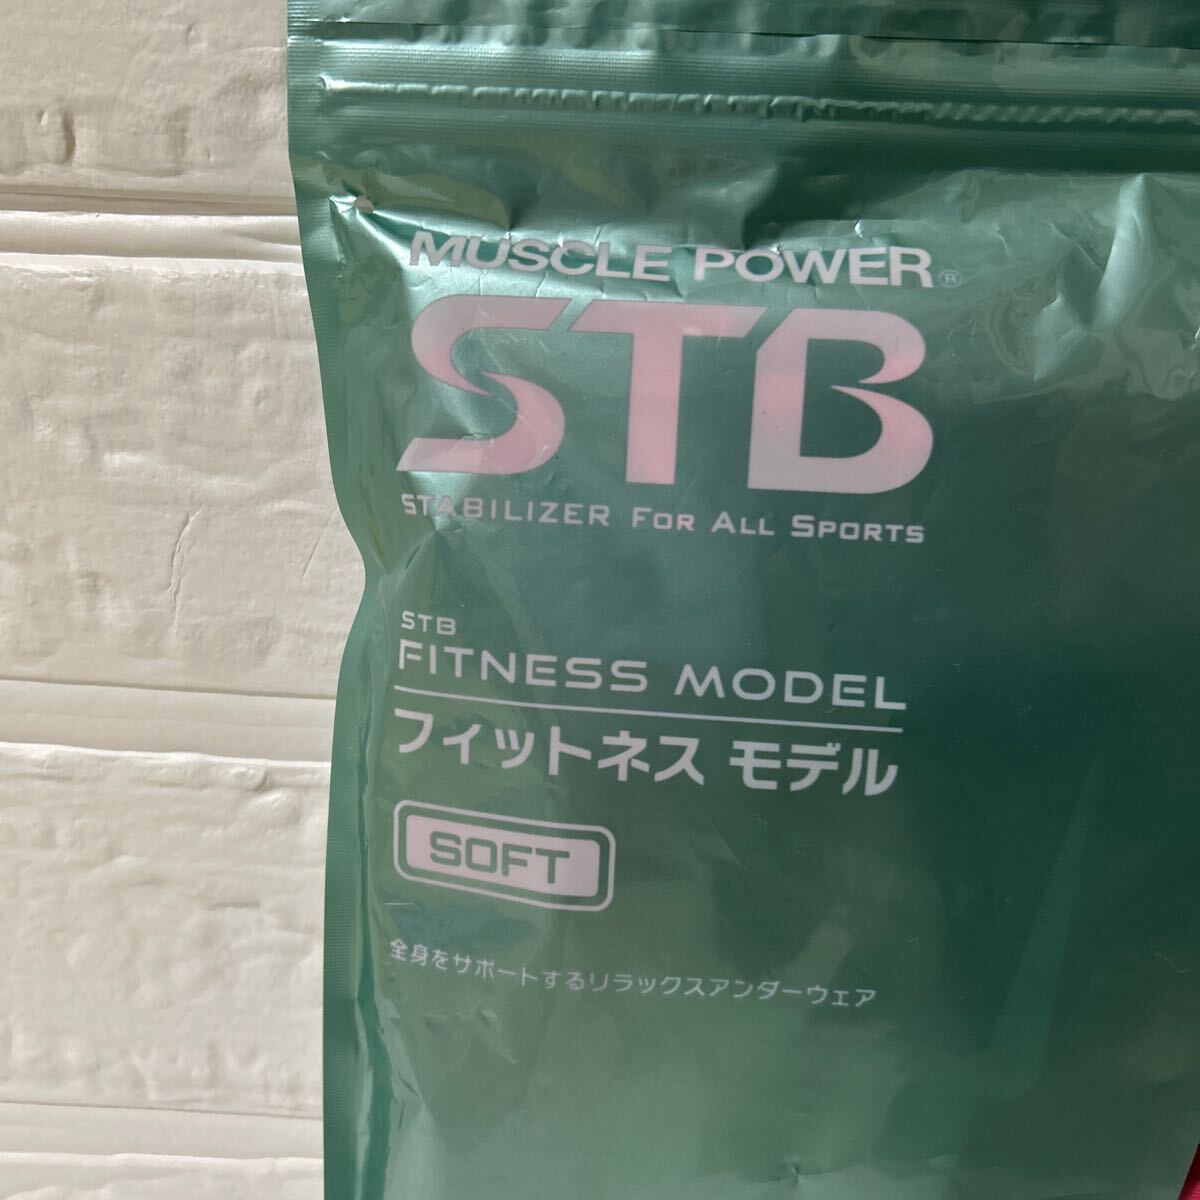 MUSCLE POWER®
STB
STABILIZER FOR ALL SPORTS
STB
FITNESS MODEL
フィットネス モデル
SOFT
全身をサポートするリラックスアンダーウェア